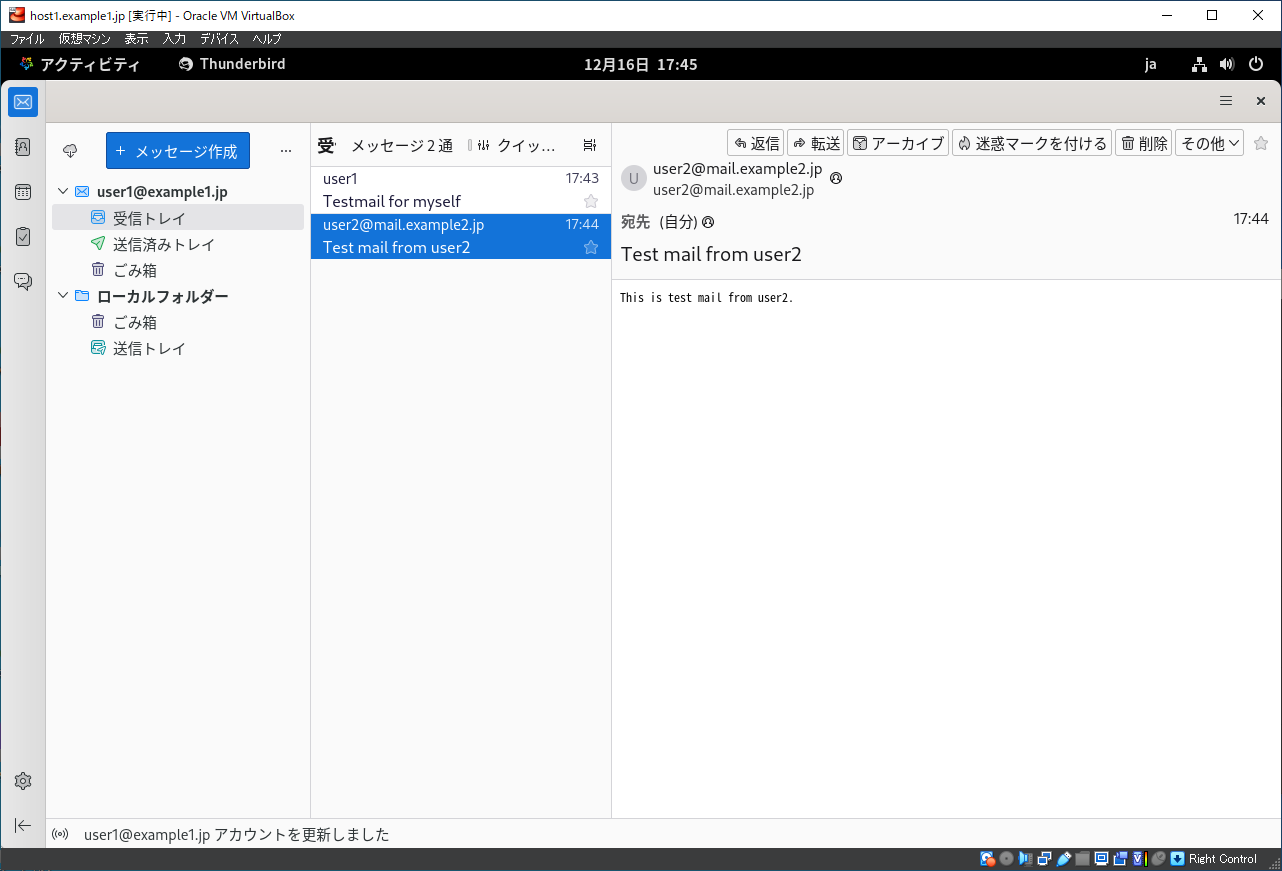 host1.example1.jp [実行中] - Oracle VM VirtualBox
ファイル 仮想マシン 表示 入力 デバイス ヘルプ
アクティビティ Thunderbird 12月16日 17:45 ja
+ メッセージ作成 ...
user1@example1.jp
受信トレイ
送信済みトレイ
ごみ箱
ローカルフォルダー
ごみ箱
送信トレイ
受 メッセージ 2 通 クイッ...
user1 17:43
Testmail for myself
user2@mail.example2.jp 17:44
Test mail from user2
返信 転送 アーカイブ 迷惑マークを付ける 削除 その他
U
user2@mail.example2.jp
user2@mail.example2.jp
宛先 (自分) 17:44
Test mail from user2
This is test mail from user2.
user1@example1.jp アカウントを更新しました
Right Control